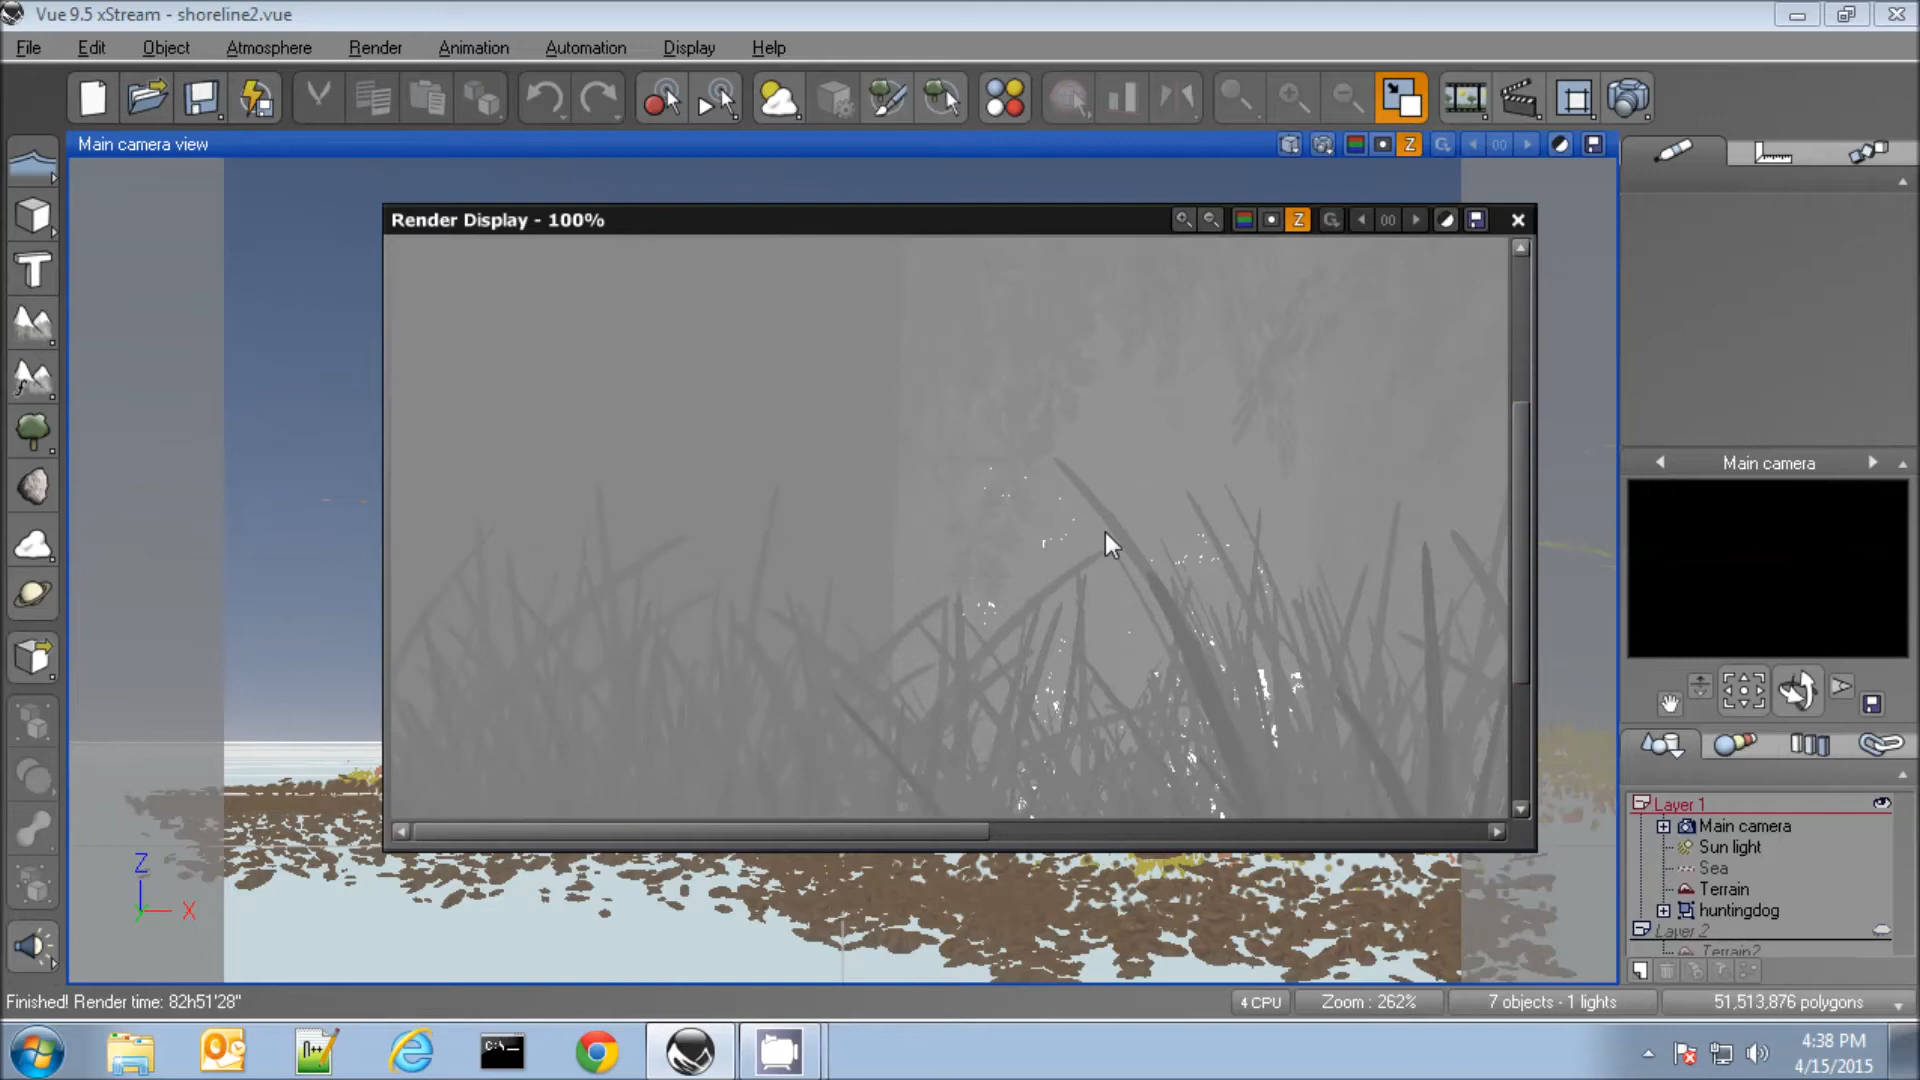 Vue 9.5 xStream - shoreline2.vue
File Edit Object Atmosphere Render Animation Automation Display Help
Main camera view
Z
G
00
Render Display - 100%
Z
G
00
Main camera
Layer 1
Main camera
Sun light
Sea
Terrain
huntingdog
Layer 2
Terrain2
Z
X
Y
Finished! Render time: 82h51'28"
4 CPU
Zoom : 262%
7 objects - 1 lights
51,513,876 polygons
C:\_
4:38 PM
4/15/2015